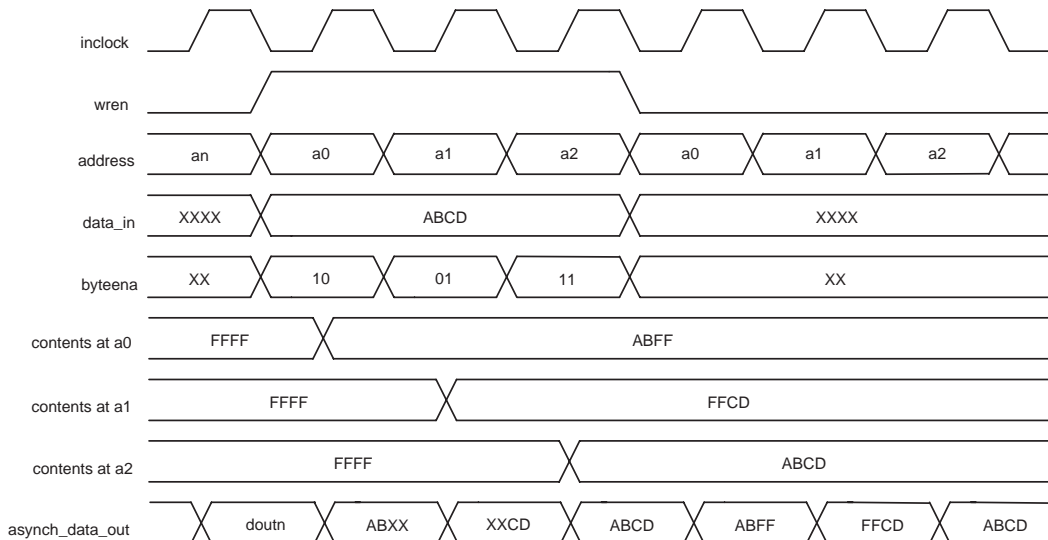 inclock
wren
address an a0 a1 a2 a0 a1 a2
data_in XXXX ABCD XXXX
byteena XX 10 01 11 XX
contents at a0 FFFF ABFF
contents at a1 FFFF FFCD
contents at a2 FFFF ABCD
asynch_data_out doutn ABXX XXCD ABCD ABFF FFCD ABCD